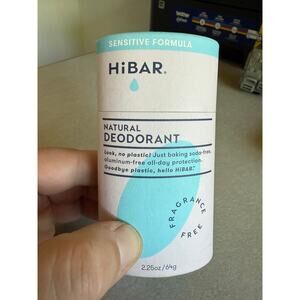 SENSITIVE FORMULA
HiBAR.
NATURAL
DEODORANT
Look, no plastic! Just baking soda-free,
aluminum-free all-day protection.
Goodbye plastic, hello HiBAR.
FRAGRANCE
FREE
2.25oz/64g